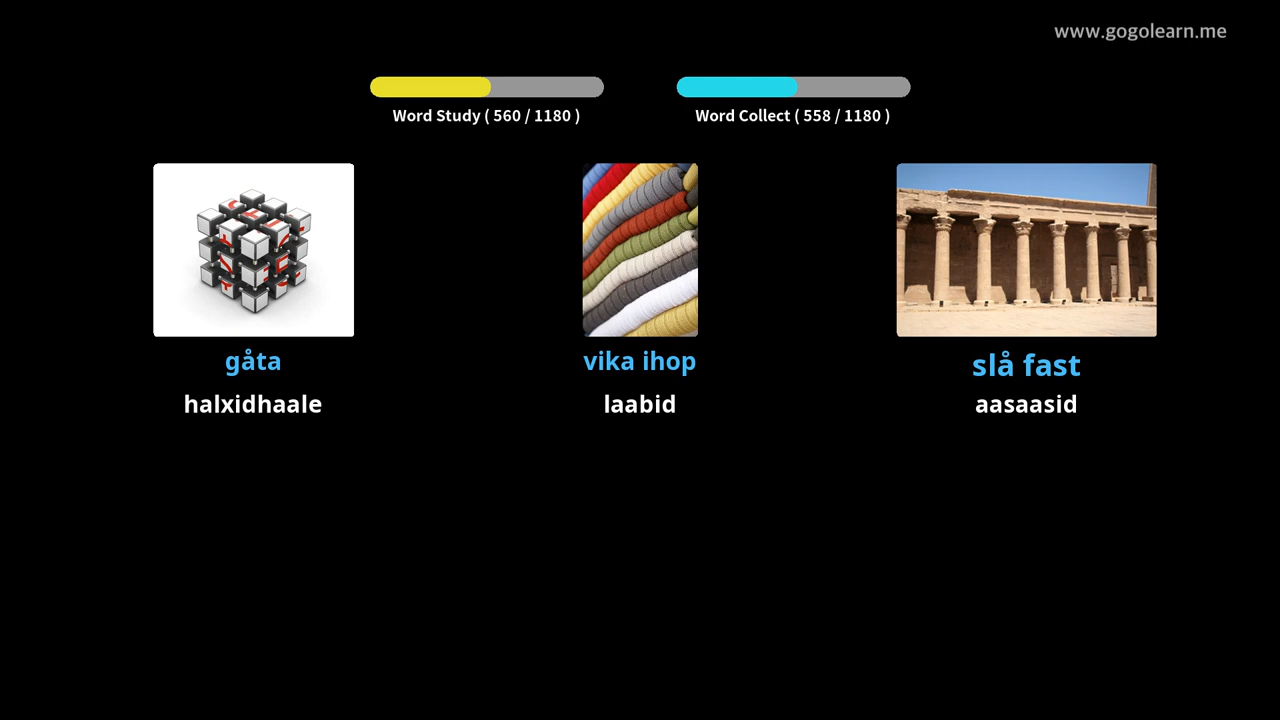 www.gogolearn.me
Word Study ( 560 / 1180 )
Word Collect ( 558 / 1180 )
gåta
vika ihop
slå fast
halxidhaale
laabid
aasaasid